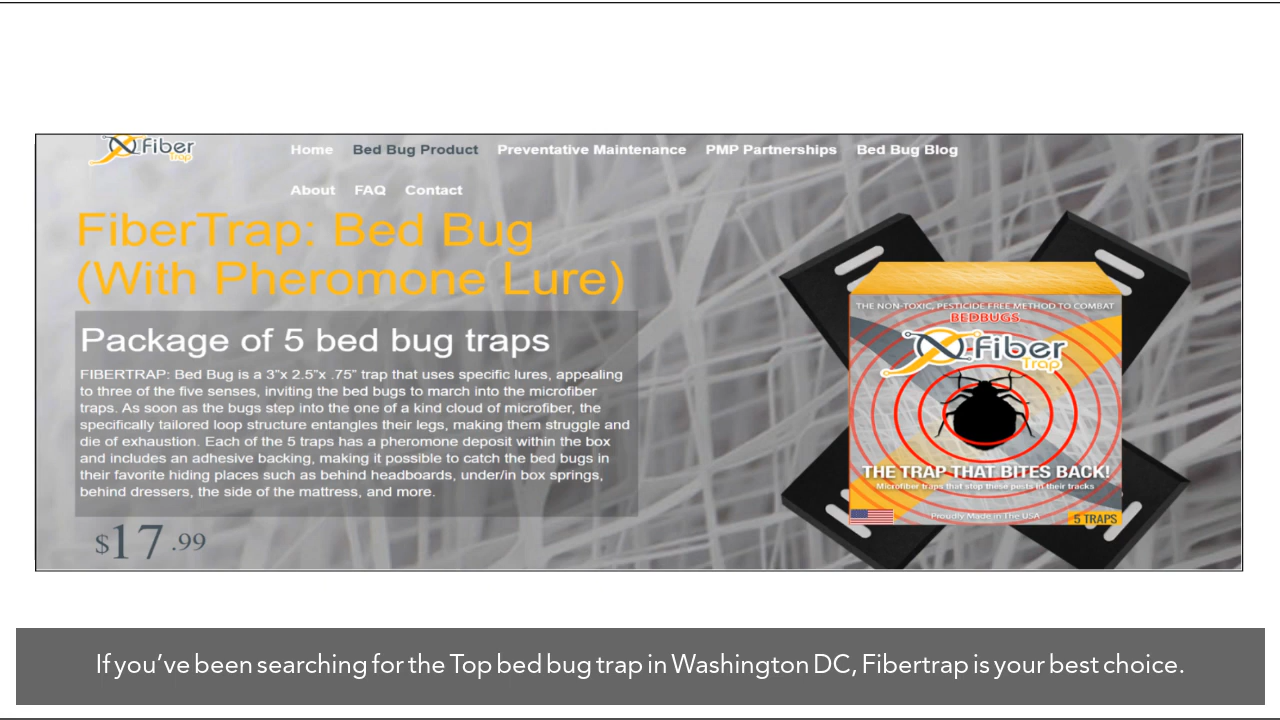 Fiber
Trap
Home Bed Bug Product Preventative Maintenance PMP Partnerships Bed Bug Blog
About FAQ Contact
FiberTrap: Bed Bug
(With Pheromone Lure)
Package of 5 bed bug traps
FIBERTRAP: Bed Bug is a 3”x 2.5”x .75” trap that uses specific lures, appealing
to three of the five senses, inviting the bed bugs to march into the microfiber
traps. As soon as the bugs step into the one of a kind cloud of microfiber, the
specifically tailored loop structure entangles their legs, making them struggle and
die of exhaustion. Each of the 5 traps has a pheromone deposit within the box
and includes an adhesive backing, making it possible to catch the bed bugs in
their favorite hiding places such as behind headboards, under/in box springs,
behind dressers, the side of the mattress, and more.
$17.99
THE NON-TOXIC, PESTICIDE FREE METHOD TO COMBAT
BEDBUGS
Fiber
Trap
THE TRAP THAT BITES BACK!
Microfiber traps that stop these pests in their tracks
Proudly Made in The USA
5 TRAPS
If you’ve been searching for the Top bed bug trap in Washington DC, Fibertrap is your best choice.